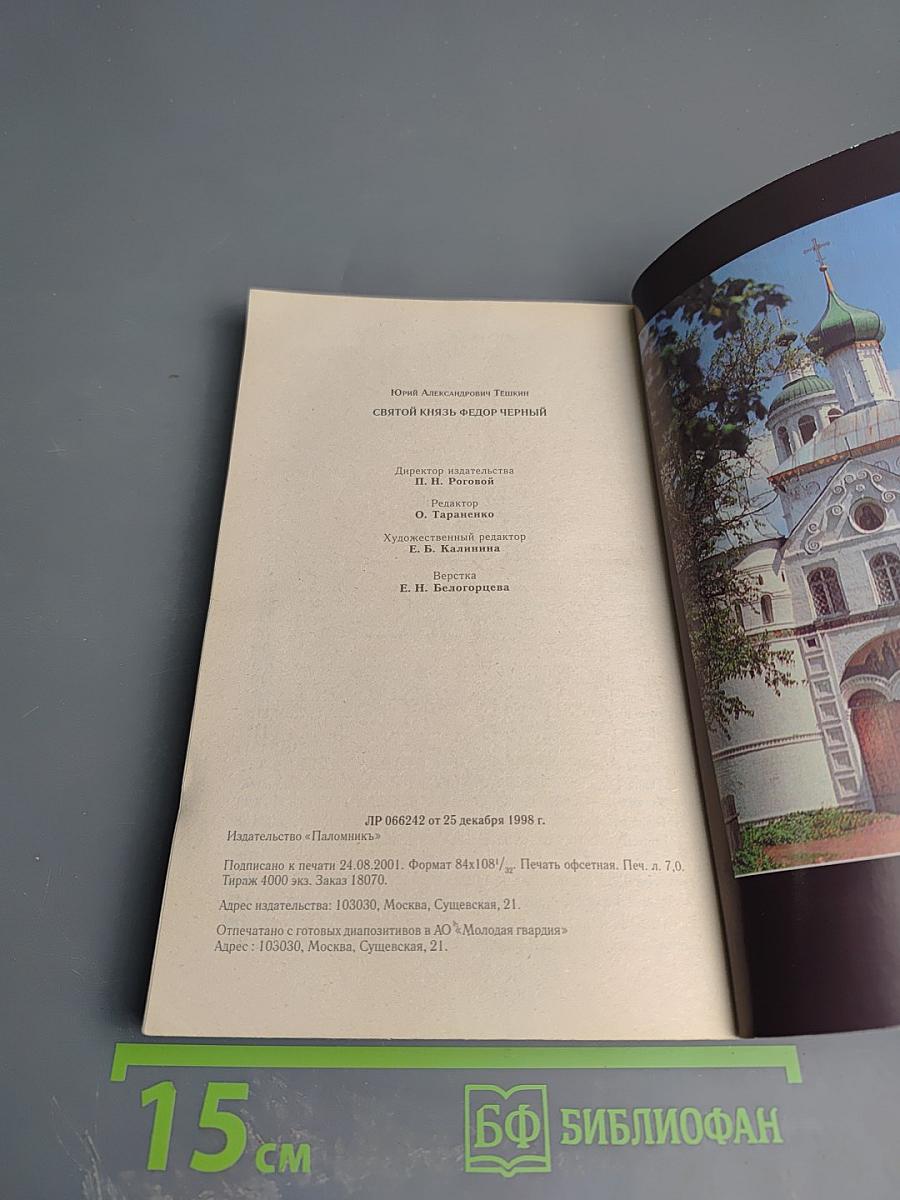 Юрий Александрович Тёшкин
СВЯТОЙ КНЯЗЬ ФЕДОР ЧЕРНЫЙ
Директор издательства
П. Н. Роговой
Редактор
О. Тараненко
Художественный редактор
Е. Б. Калинина
Верстка
Е. Н. Белогорцева
ЛР 066242 от 25 декабря 1998 г.
Издательство «Паломникъ»
Подписано к печати 24.08.2001. Формат 84х108¹/₃₂. Печать офсетная. Печ. л. 7,0.
Тираж 4000 экз. Заказ 18070.
Адрес издательства: 103030, Москва, Сущевская, 21.
Отпечатано с готовых диапозитивов в АО «Молодая гвардия»
Адрес : 103030, Москва, Сущевская, 21.
15 см
БФ БИБЛИОФАН